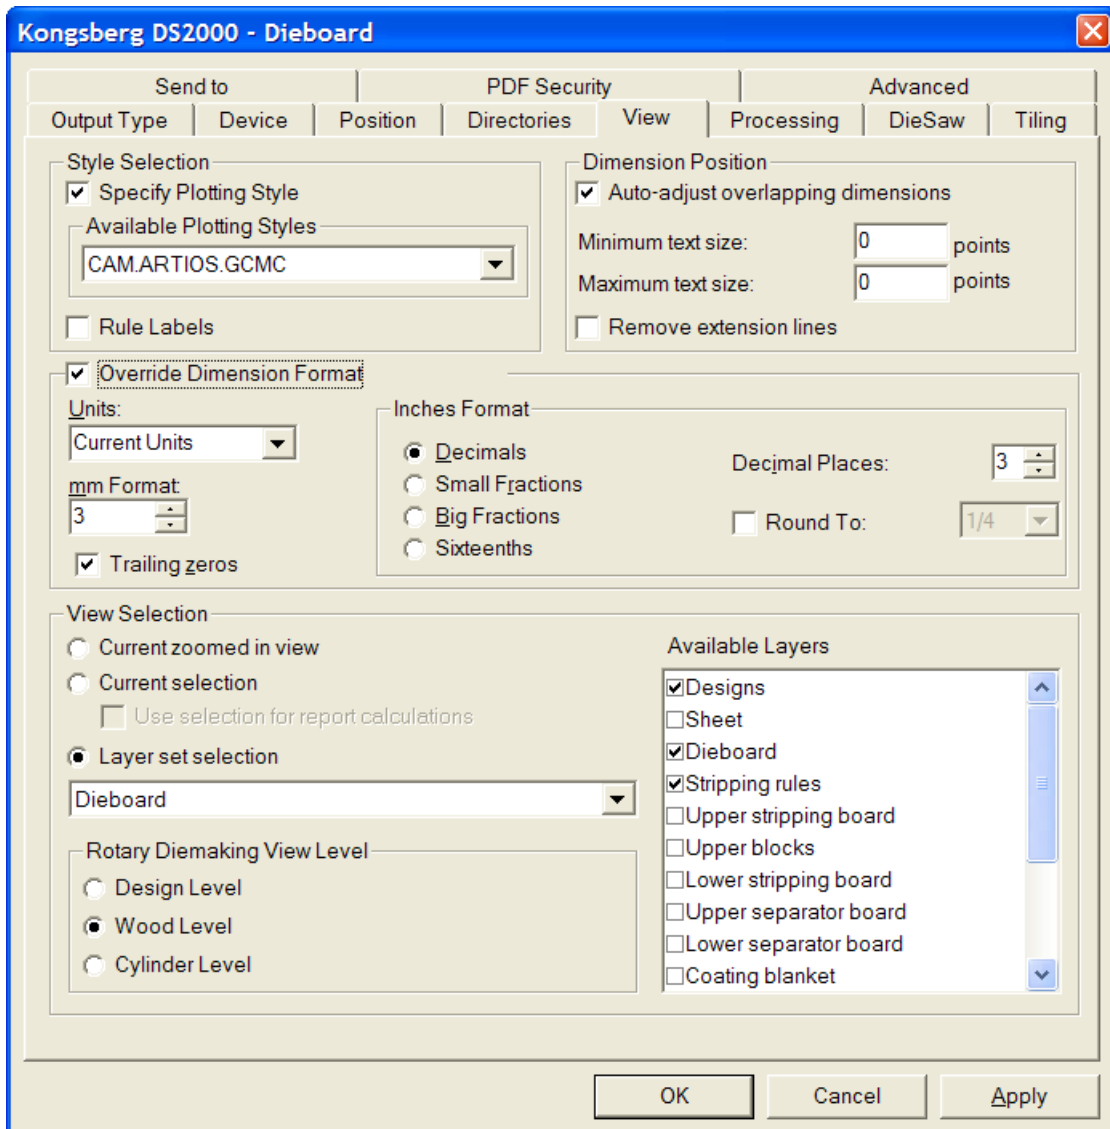 Kongsberg DS2000 - Dieboard
Send to PDF Security Advanced
Output Type Device Position Directories View Processing DieSaw Tiling
Style Selection
Specify Plotting Style
Available Plotting Styles
CAM.ARTIOS.GCMC
Rule Labels
Dimension Position
Auto-adjust overlapping dimensions
Minimum text size: 0 points
Maximum text size: 0 points
Remove extension lines
Override Dimension Format
Units:
Current Units
mm Format:
3
Trailing zeros
Inches Format
Decimals
Small Fractions
Big Fractions
Sixteenths
Decimal Places: 3
Round To: 1/4
View Selection
Current zoomed in view
Current selection
Use selection for report calculations
Layer set selection
Dieboard
Rotary Diemaking View Level
Design Level
Wood Level
Cylinder Level
Available Layers
Designs
Sheet
Dieboard
Stripping rules
Upper stripping board
Upper blocks
Lower stripping board
Upper separator board
Lower separator board
Coating blanket
OK Cancel Apply